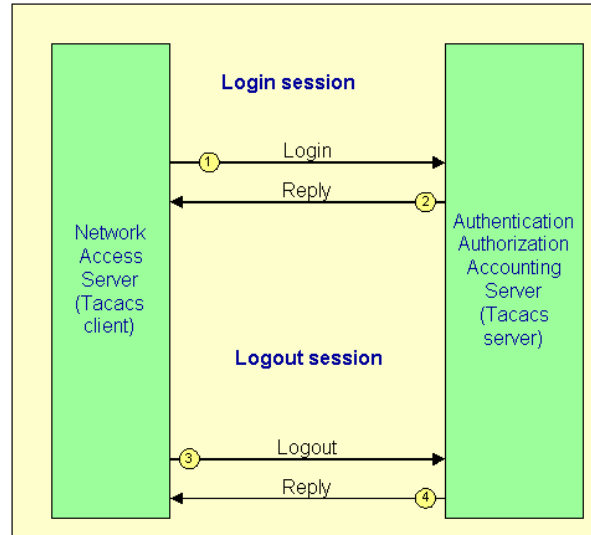 Login session
1
Login
Reply
2
Network
Access
Server
(Tacacs
client)
Authentication
Authorization
Accounting
Server
(Tacacs
server)
Logout session
3
Logout
Reply
4